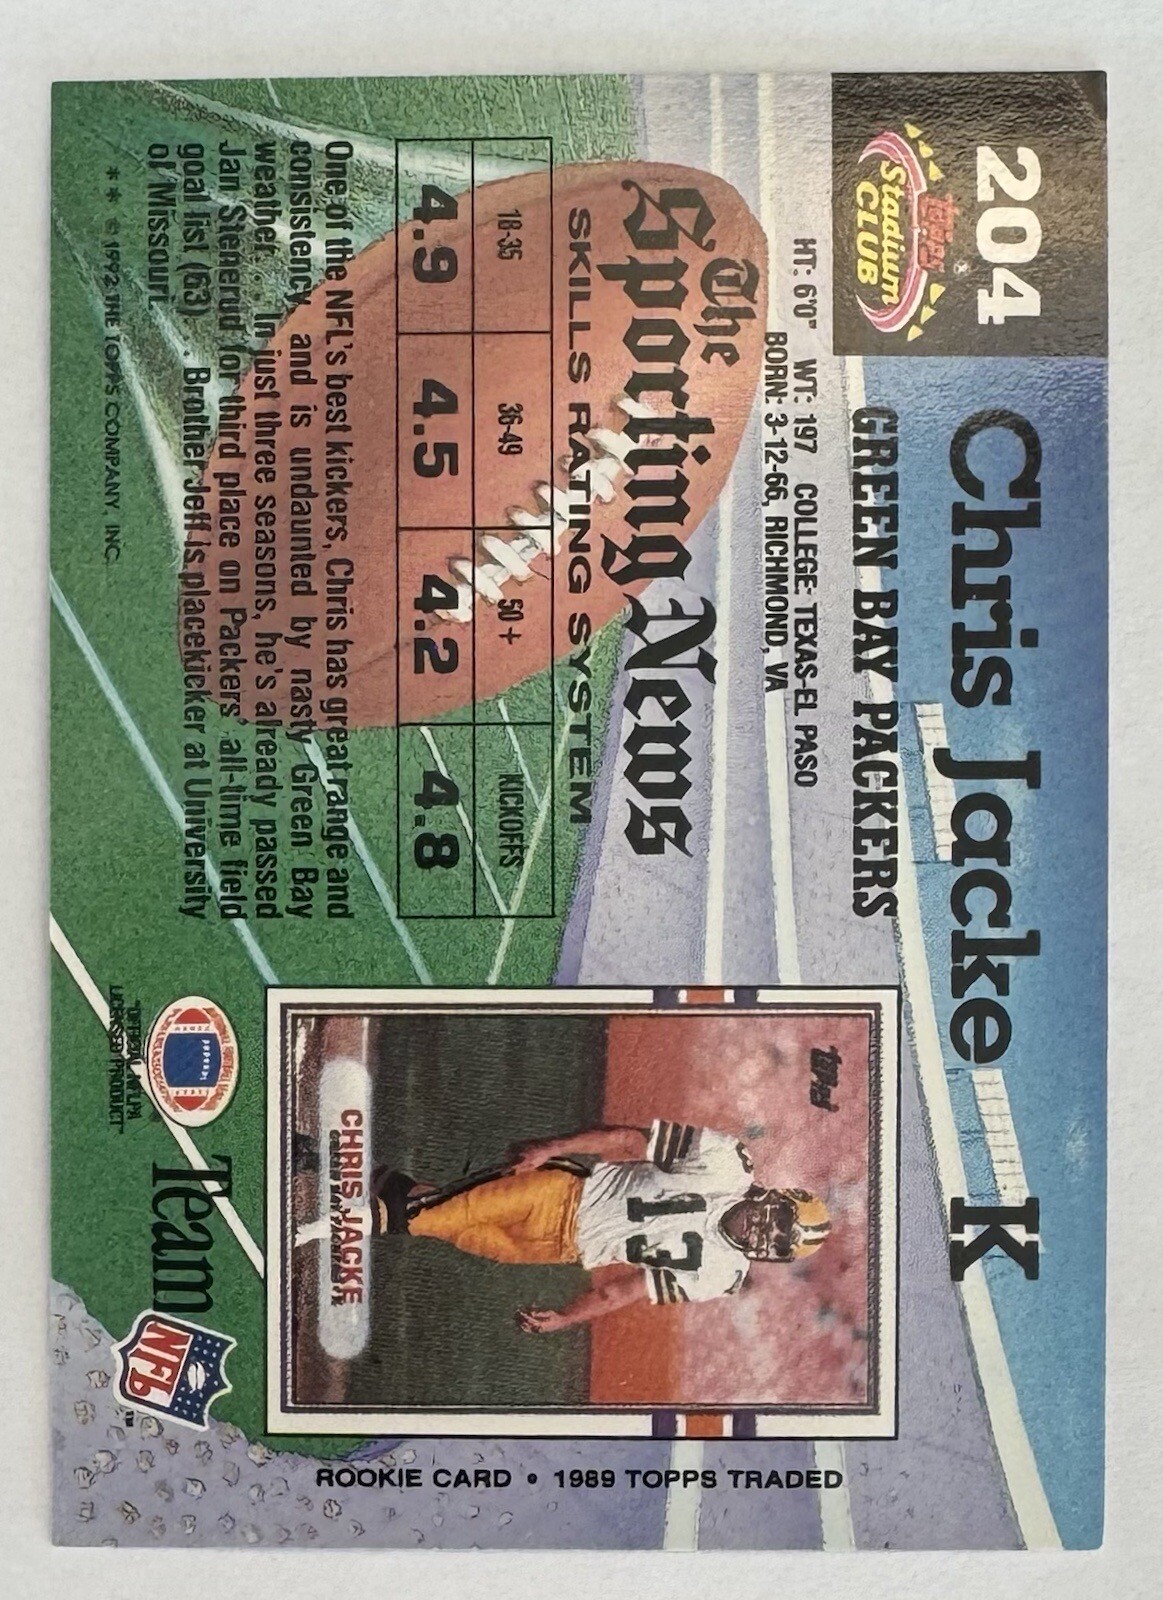 204
Topps
Stadium
CLUB
Chris Jacke K
GREEN BAY PACKERS
HT: 6'0" WT: 197 COLLEGE: TEXAS-EL PASO
BORN: 3-12-66, RICHMOND, VA
The
Sporting News
SKILLS RATING SYSTEM
18-35 36-49 50+ KICKOFFS
4.9 4.5 4.2 4.8
One of the NFL's best kickers, Chris has great range and
consistency, and is undaunted by nasty Green Bay
weather. . . In just three seasons, he's already passed
Jan Stenerud for third place on Packers' all-time field
goal list (63) . . . Brother Jeff is placekicker at University
of Missouri.
** © 1992 THE TOPPS COMPANY, INC.
Topps
13
CHRIS JACKE
ROOKIE CARD • 1989 TOPPS TRADED
"OFFICIAL NFLPA
LICENSED PRODUCT"
Team
NFL